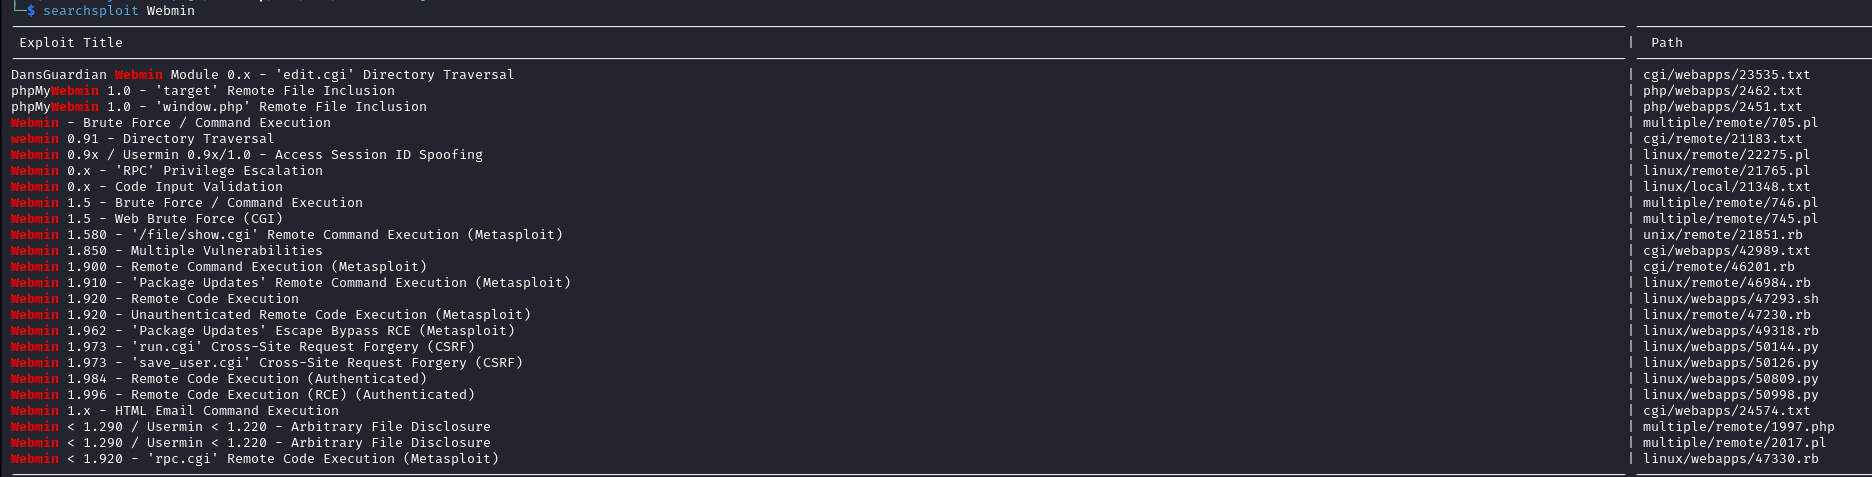 └─$ searchsploit Webmin
Exploit Title | Path
DansGuardian Webmin Module 0.x - 'edit.cgi' Directory Traversal | cgi/webapps/23535.txt
phpMyWebmin 1.0 - 'target' Remote File Inclusion | php/webapps/2462.txt
phpMyWebmin 1.0 - 'window.php' Remote File Inclusion | php/webapps/2451.txt
Webmin - Brute Force / Command Execution | multiple/remote/705.pl
webmin 0.91 - Directory Traversal | cgi/remote/21183.txt
Webmin 0.9x / Usermin 0.9x/1.0 - Access Session ID Spoofing | linux/remote/22275.pl
Webmin 0.x - 'RPC' Privilege Escalation | linux/remote/21765.pl
Webmin 0.x - Code Input Validation | linux/local/21348.txt
Webmin 1.5 - Brute Force / Command Execution | multiple/remote/746.pl
Webmin 1.5 - Web Brute Force (CGI) | multiple/remote/745.pl
Webmin 1.580 - '/file/show.cgi' Remote Command Execution (Metasploit) | unix/remote/21851.rb
Webmin 1.850 - Multiple Vulnerabilities | cgi/webapps/42989.txt
Webmin 1.900 - Remote Command Execution (Metasploit) | cgi/remote/46201.rb
Webmin 1.910 - 'Package Updates' Remote Command Execution (Metasploit) | linux/remote/46984.rb
Webmin 1.920 - Remote Code Execution | linux/webapps/47293.sh
Webmin 1.920 - Unauthenticated Remote Code Execution (Metasploit) | linux/remote/47230.rb
Webmin 1.962 - 'Package Updates' Escape Bypass RCE (Metasploit) | linux/webapps/49318.rb
Webmin 1.973 - 'run.cgi' Cross-Site Request Forgery (CSRF) | linux/webapps/50144.py
Webmin 1.973 - 'save_user.cgi' Cross-Site Request Forgery (CSRF) | linux/webapps/50126.py
Webmin 1.984 - Remote Code Execution (Authenticated) | linux/webapps/50809.py
Webmin 1.996 - Remote Code Execution (RCE) (Authenticated) | linux/webapps/50998.py
Webmin 1.x - HTML Email Command Execution | cgi/webapps/24574.txt
Webmin < 1.290 / Usermin < 1.220 - Arbitrary File Disclosure | multiple/remote/1997.php
Webmin < 1.290 / Usermin < 1.220 - Arbitrary File Disclosure | multiple/remote/2017.pl
Webmin < 1.920 - 'rpc.cgi' Remote Code Execution (Metasploit) | linux/webapps/47330.rb